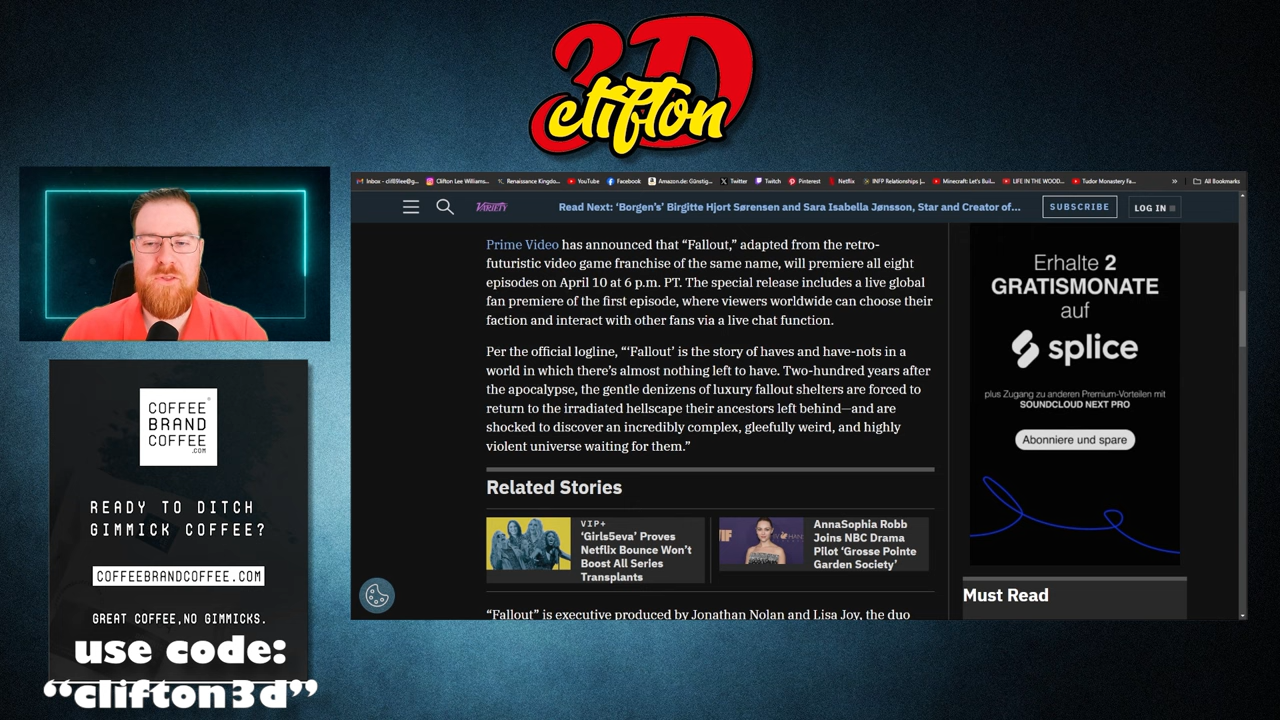 3D
clifton
Inbox - clif89lee@g...
Clifton Lee Williams...
Renaissance Kingdo...
YouTube
Facebook
Amazon.de: Günstig...
Twitter
Twitch
Pinterest
Netflix
INFP Relationships |...
Minecraft: Let's Buil...
LIFE IN THE WOOD...
Tudor Monastery Fa...
»
All Bookmarks
VARIETY
Read Next: ‘Borgen’s’ Birgitte Hjort Sørensen and Sara Isabella Jønsson, Star and Creator of...
SUBSCRIBE
LOG IN
Prime Video has announced that “Fallout,” adapted from the retro-
futuristic video game franchise of the same name, will premiere all eight
episodes on April 10 at 6 p.m. PT. The special release includes a live global
fan premiere of the first episode, where viewers worldwide can choose their
faction and interact with other fans via a live chat function.
Per the official logline, “‘Fallout’ is the story of haves and have-nots in a
world in which there’s almost nothing left to have. Two-hundred years after
the apocalypse, the gentle denizens of luxury fallout shelters are forced to
return to the irradiated hellscape their ancestors left behind—and are
shocked to discover an incredibly complex, gleefully weird, and highly
violent universe waiting for them.”
Related Stories
VIP+
‘Girls5eva’ Proves
Netflix Bounce Won’t
Boost All Series
Transplants
AnnaSophia Robb
Joins NBC Drama
Pilot ‘Grosse Pointe
Garden Society’
“Fallout” is executive produced by Jonathan Nolan and Lisa Joy, the duo
Erhalte 2
GRATISMONATE
auf
splice
plus Zugang zu anderen Premium-Vorteilen mit
SOUNDCLOUD NEXT PRO
Abonniere und spare
Must Read
COFFEE
BRAND
COFFEE
.COM
READY TO DITCH
GIMMICK COFFEE?
COFFEEBRANDCOFFEE.COM
GREAT COFFEE,NO GIMMICKS.
use code:
“clifton3d”